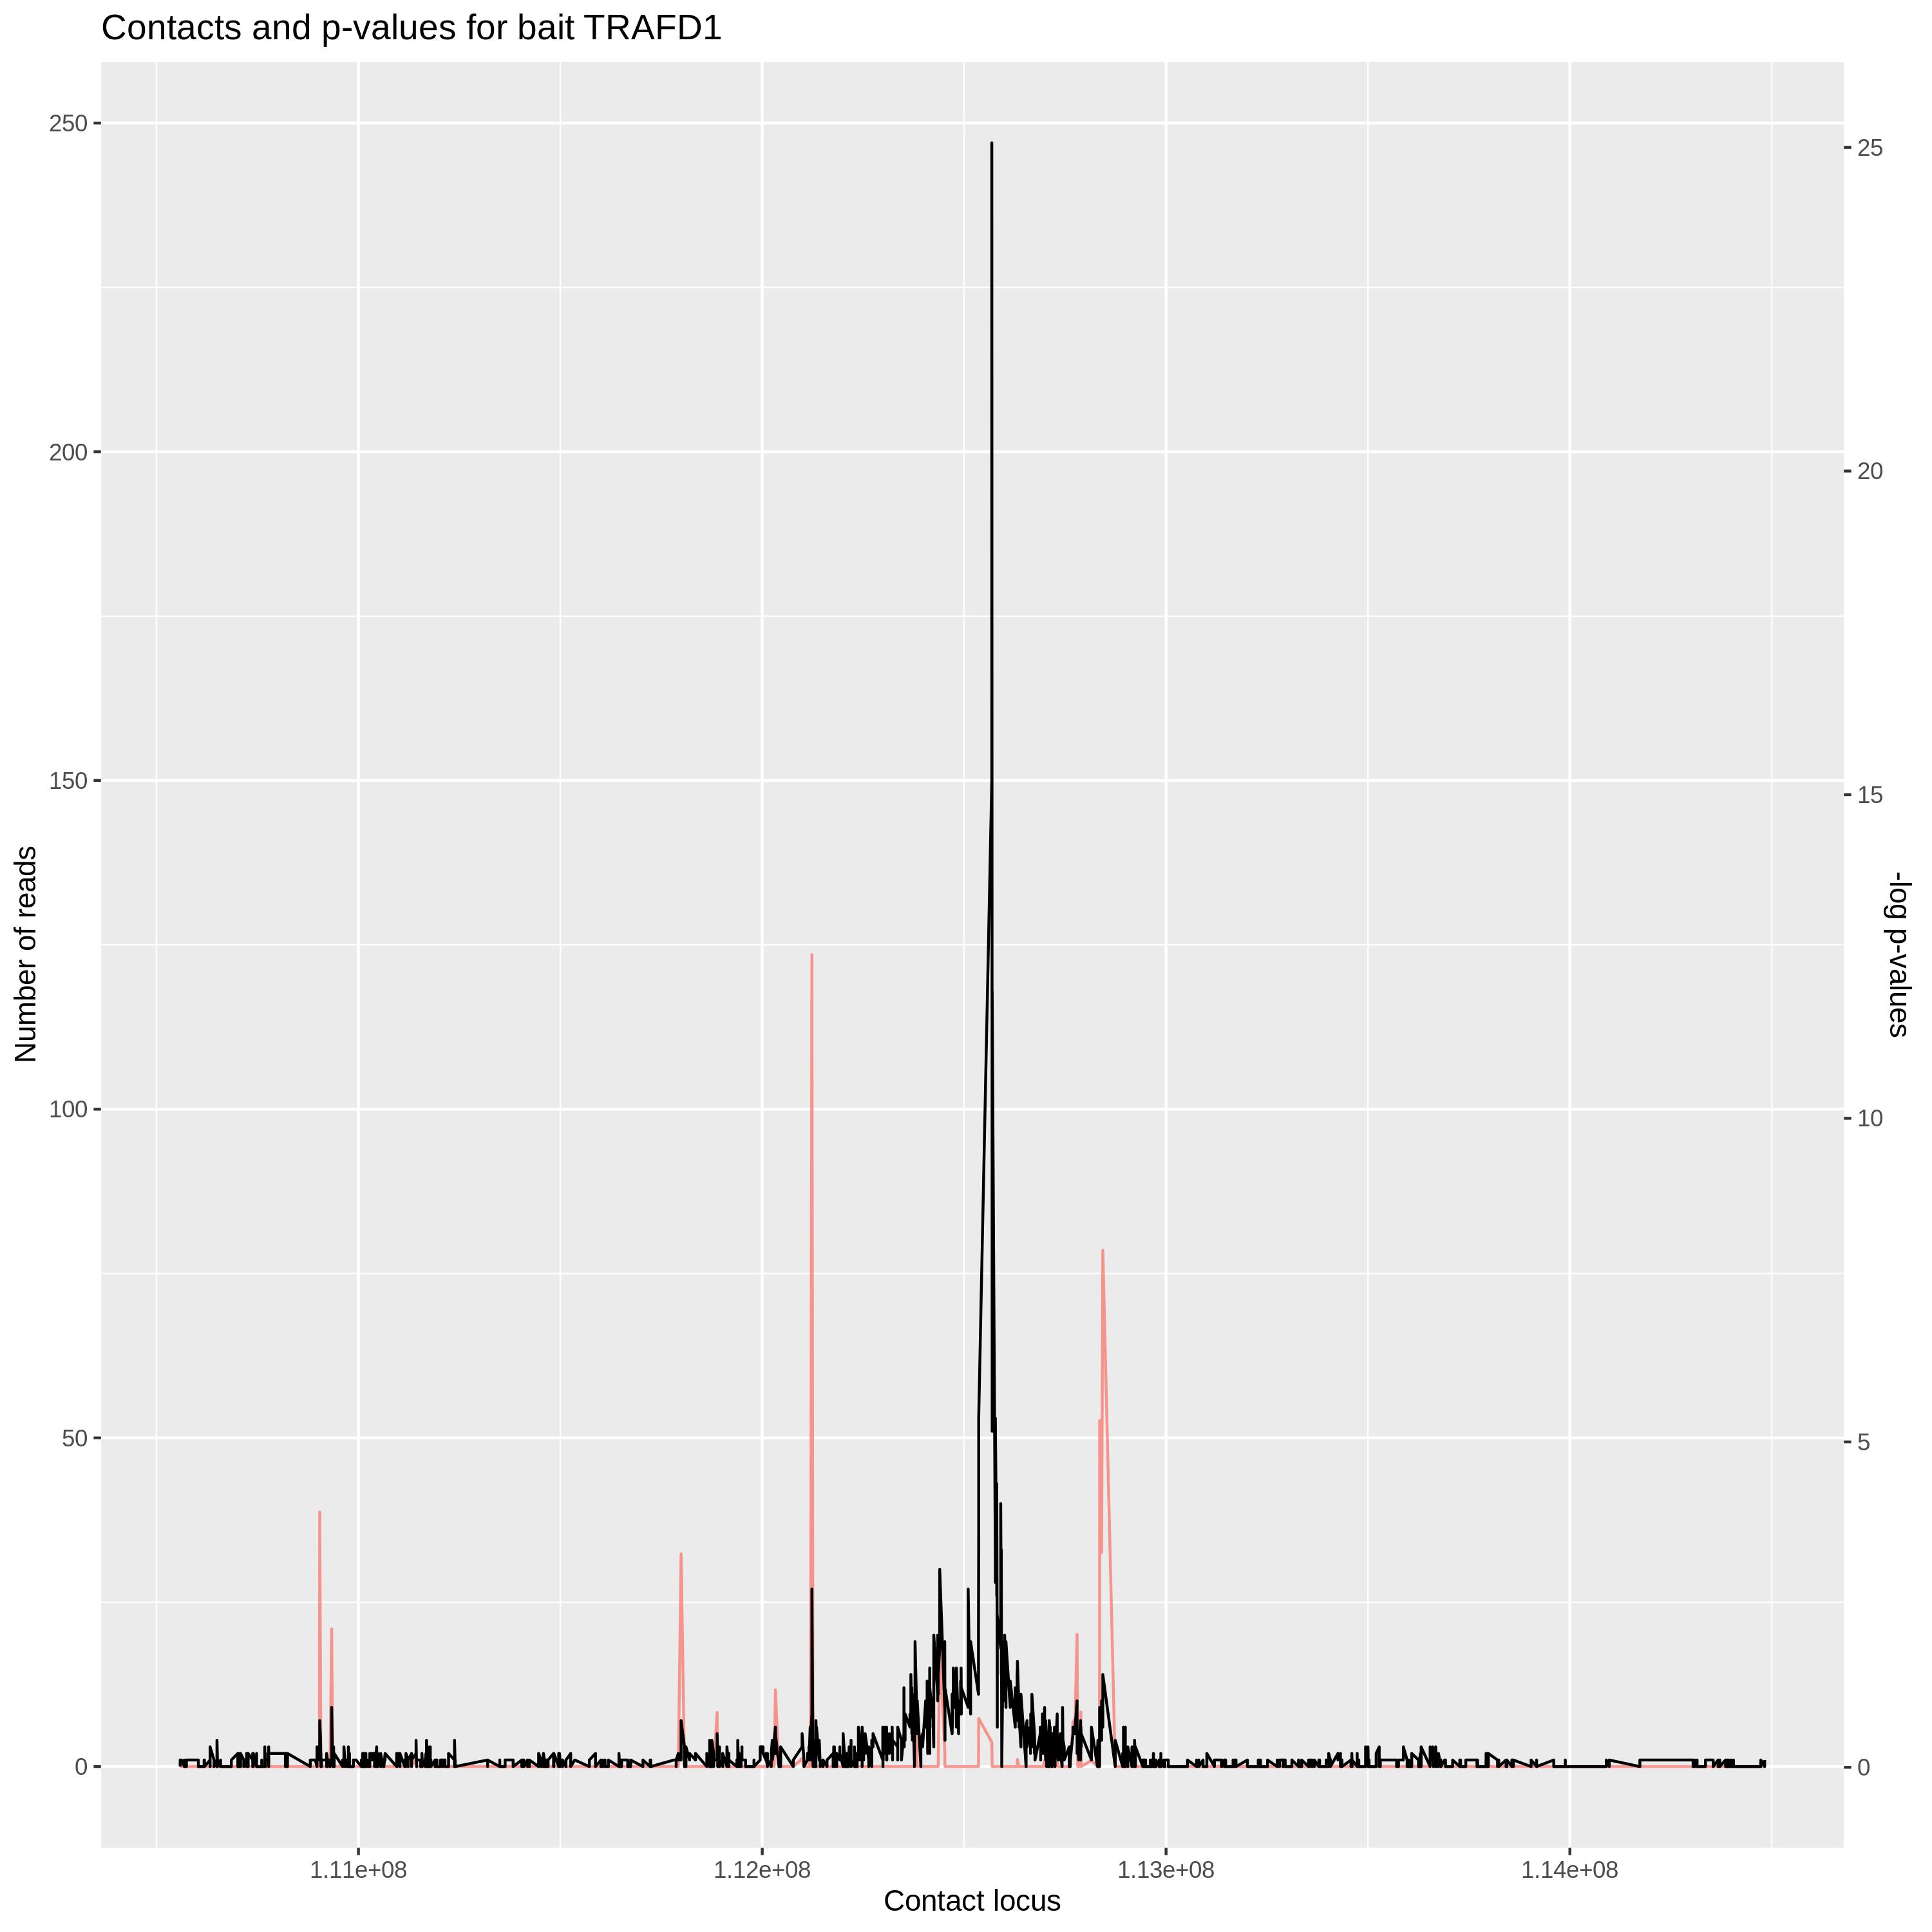 Contacts and p-values for bait TRAFD1
250
200
150
100
50
0
Number of reads
25
20
15
10
5
0
-log p-values
1.11e+08
1.12e+08
1.13e+08
1.14e+08
Contact locus